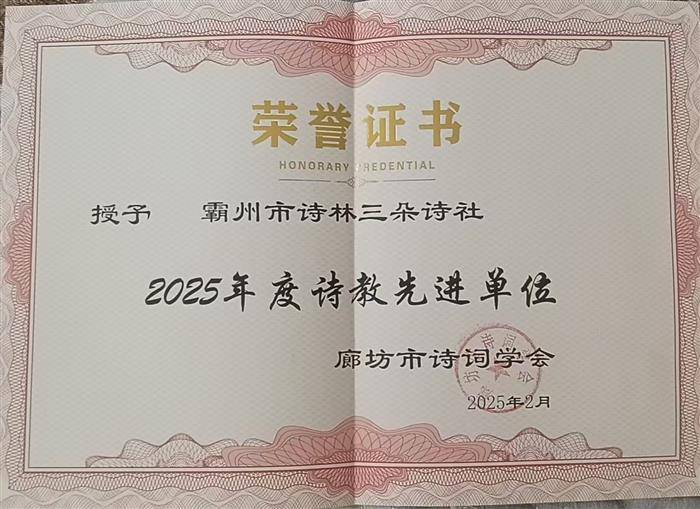 荣誉证书
HONORARY CREDENTIAL
授予 霸州市诗林三朵诗社
2025年度诗教先进单位
廊坊市诗词学会
2025年2月